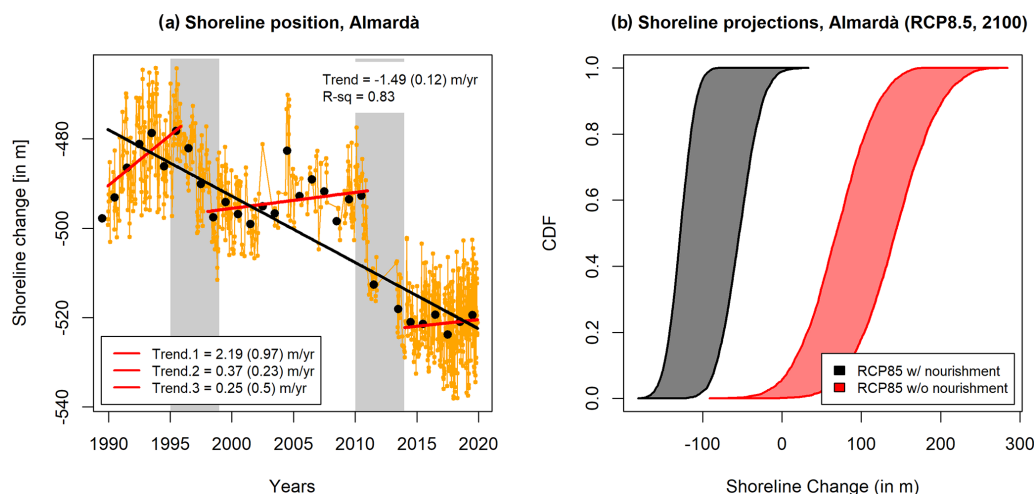 (a) Shoreline position, Almardà
Trend = -1.49 (0.12) m/yr
R-sq = 0.83
Shoreline change [in m]
-480
-500
-520
-540
Trend.1 = 2.19 (0.97) m/yr
Trend.2 = 0.37 (0.23) m/yr
Trend.3 = 0.25 (0.5) m/yr
1990 1995 2000 2005 2010 2015 2020
Years
(b) Shoreline projections, Almardà (RCP8.5, 2100)
CDF
1.0
0.8
0.6
0.4
0.2
0.0
RCP85 w/ nourishment
RCP85 w/o nourishment
-100 0 100 200 300
Shoreline Change (in m)